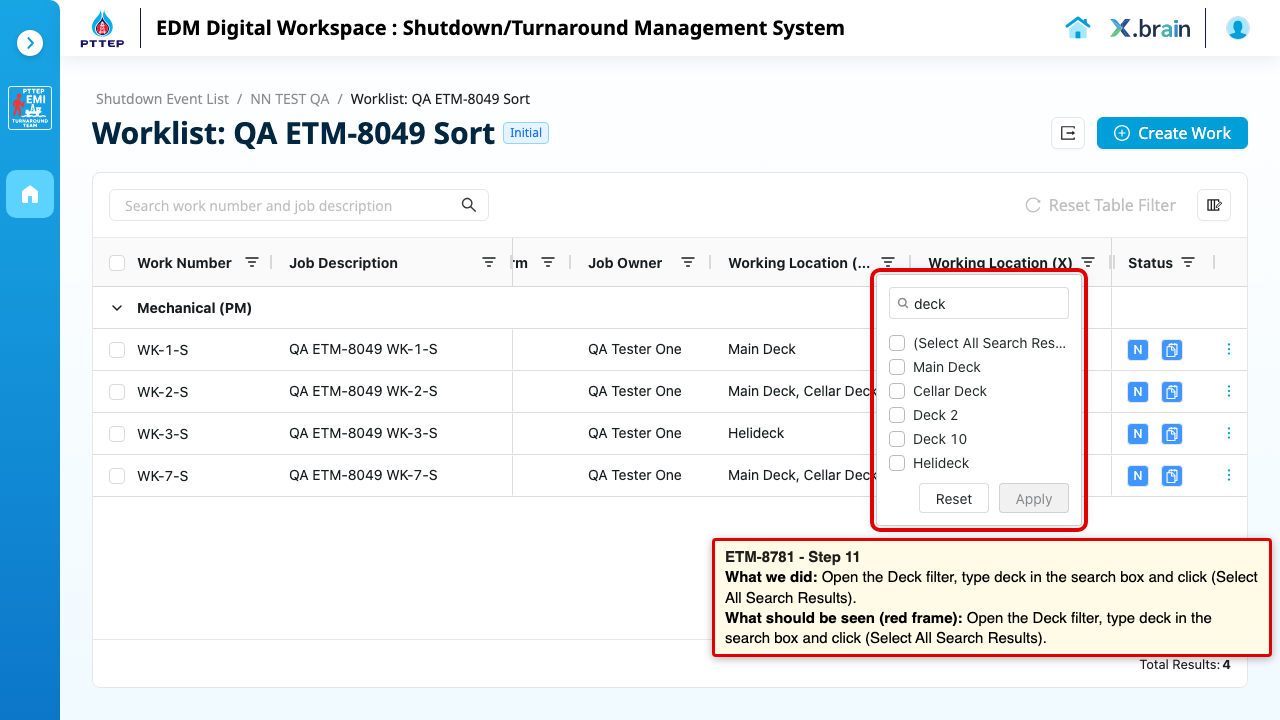 PTTEP
EDM Digital Workspace : Shutdown/Turnaround Management System
X.brain
PTTEP
EMI
TURNAROUND
TEAM
Shutdown Event List / NN TEST QA / Worklist: QA ETM-8049 Sort
Worklist: QA ETM-8049 Sort Initial
Create Work
Search work number and job description
Reset Table Filter
Work Number Job Description rm Job Owner Working Location (... Working Location (X) Status
Mechanical (PM)
WK-1-S QA ETM-8049 WK-1-S QA Tester One Main Deck N
WK-2-S QA ETM-8049 WK-2-S QA Tester One Main Deck, Cellar Deck N
WK-3-S QA ETM-8049 WK-3-S QA Tester One Helideck N
WK-7-S QA ETM-8049 WK-7-S QA Tester One Main Deck, Cellar Deck N
deck
(Select All Search Res...
Main Deck
Cellar Deck
Deck 2
Deck 10
Helideck
Reset Apply
ETM-8781 - Step 11
What we did: Open the Deck filter, type deck in the search box and click (Select
All Search Results).
What should be seen (red frame): Open the Deck filter, type deck in the
search box and click (Select All Search Results).
Total Results: 4